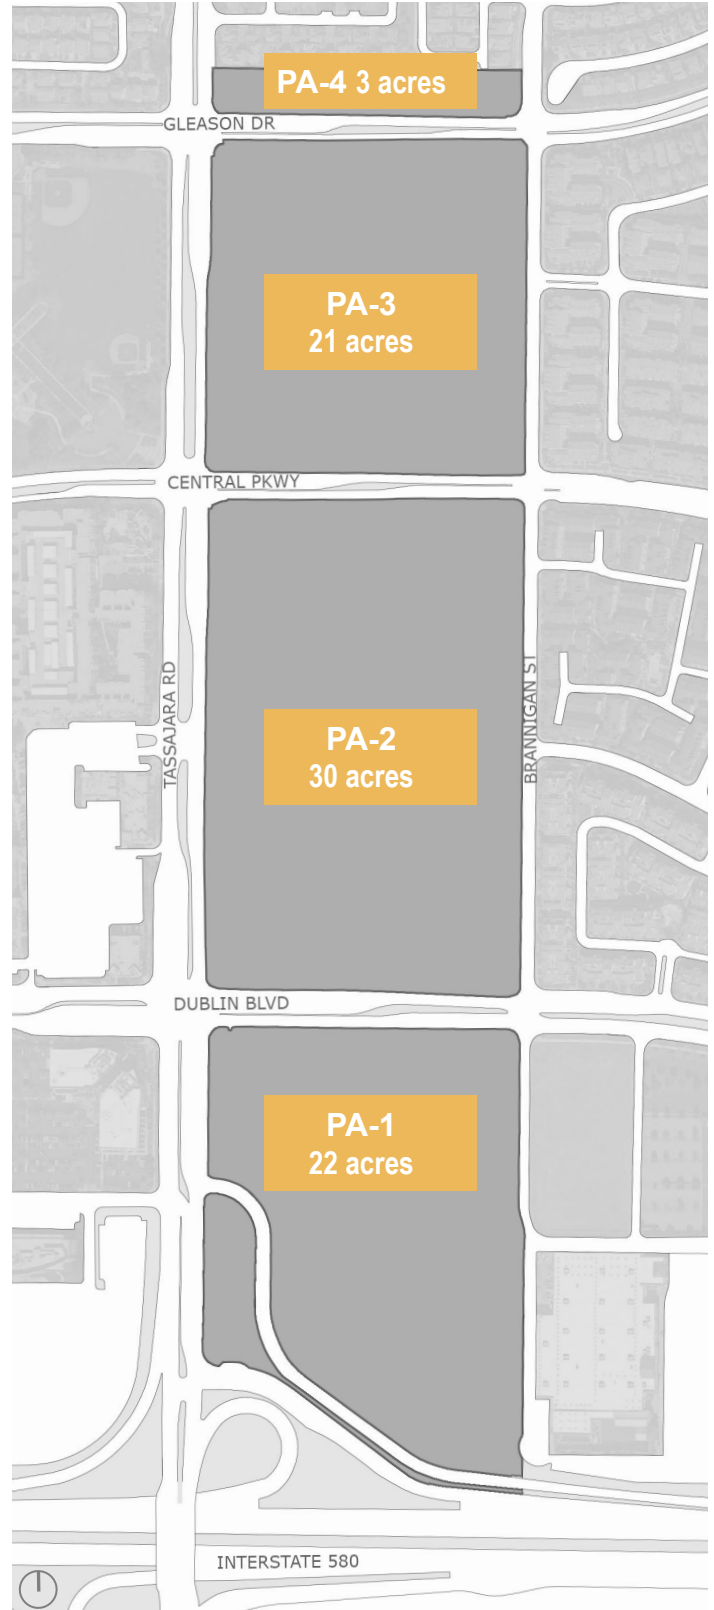 PA-4 3 acres
GLEASON DR
PA-3
21 acres
CENTRAL PKWY
TASSAJARA RD
BRANNIGAN ST
PA-2
30 acres
DUBLIN BLVD
PA-1
22 acres
INTERSTATE 580